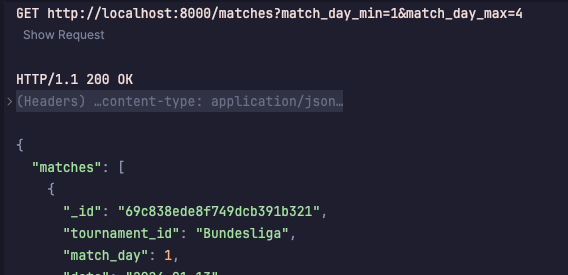 GET http://localhost:8000/matches?match_day_min=1&match_day_max=4
Show Request
HTTP/1.1 200 OK
(Headers) …content-type: application/json…
{
"matches": [
{
"_id": "69c838ede8f749dcb391b321",
"tournament_id": "Bundesliga",
"match_day": 1,